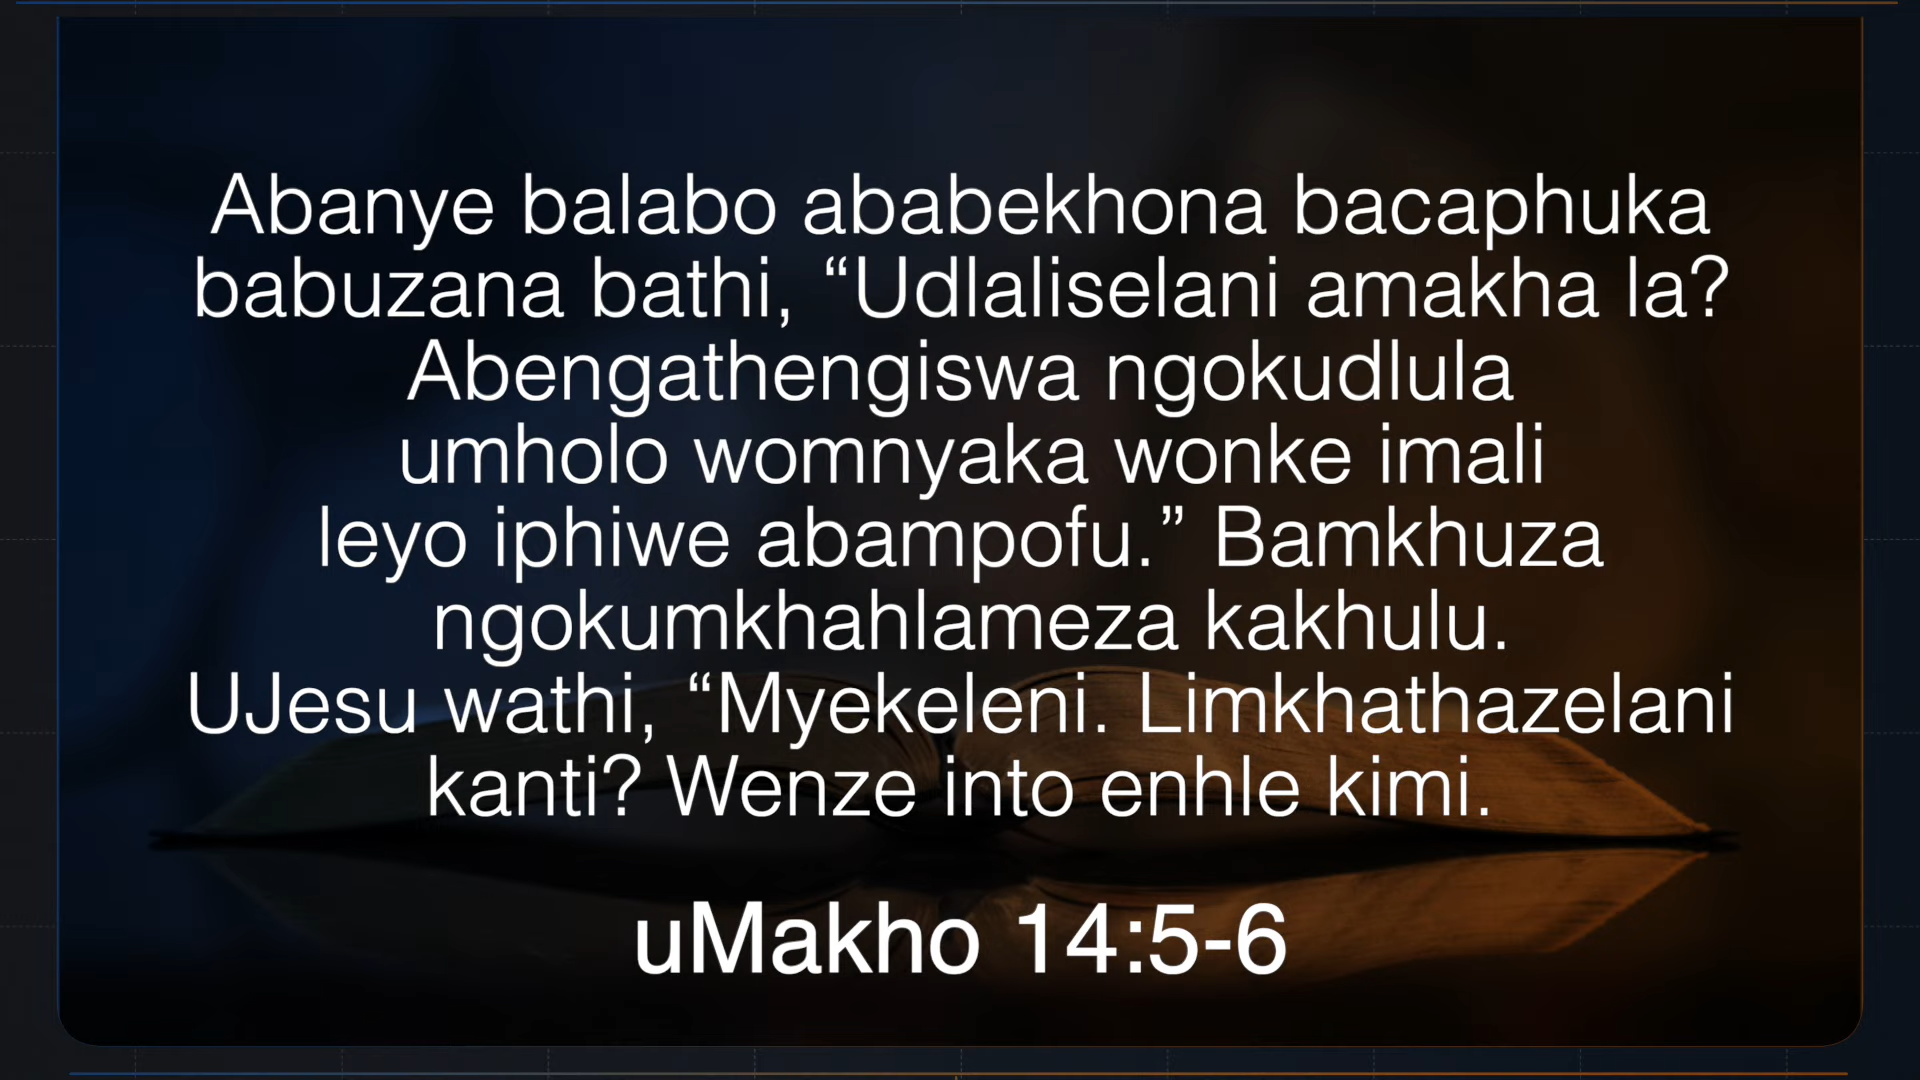 Abanye balabo ababekhona bacaphuka
babuzana bathi, “Udlaliselani amakha la?
Abengathengiswa ngokudlula
umholo womnyaka wonke imali
leyo iphiwe abampofu.” Bamkhuza
ngokumkhahlameza kakhulu.
UJesu wathi, “Myekeleni. Limkhathazelani
kanti? Wenze into enhle kimi.
uMakho 14:5-6